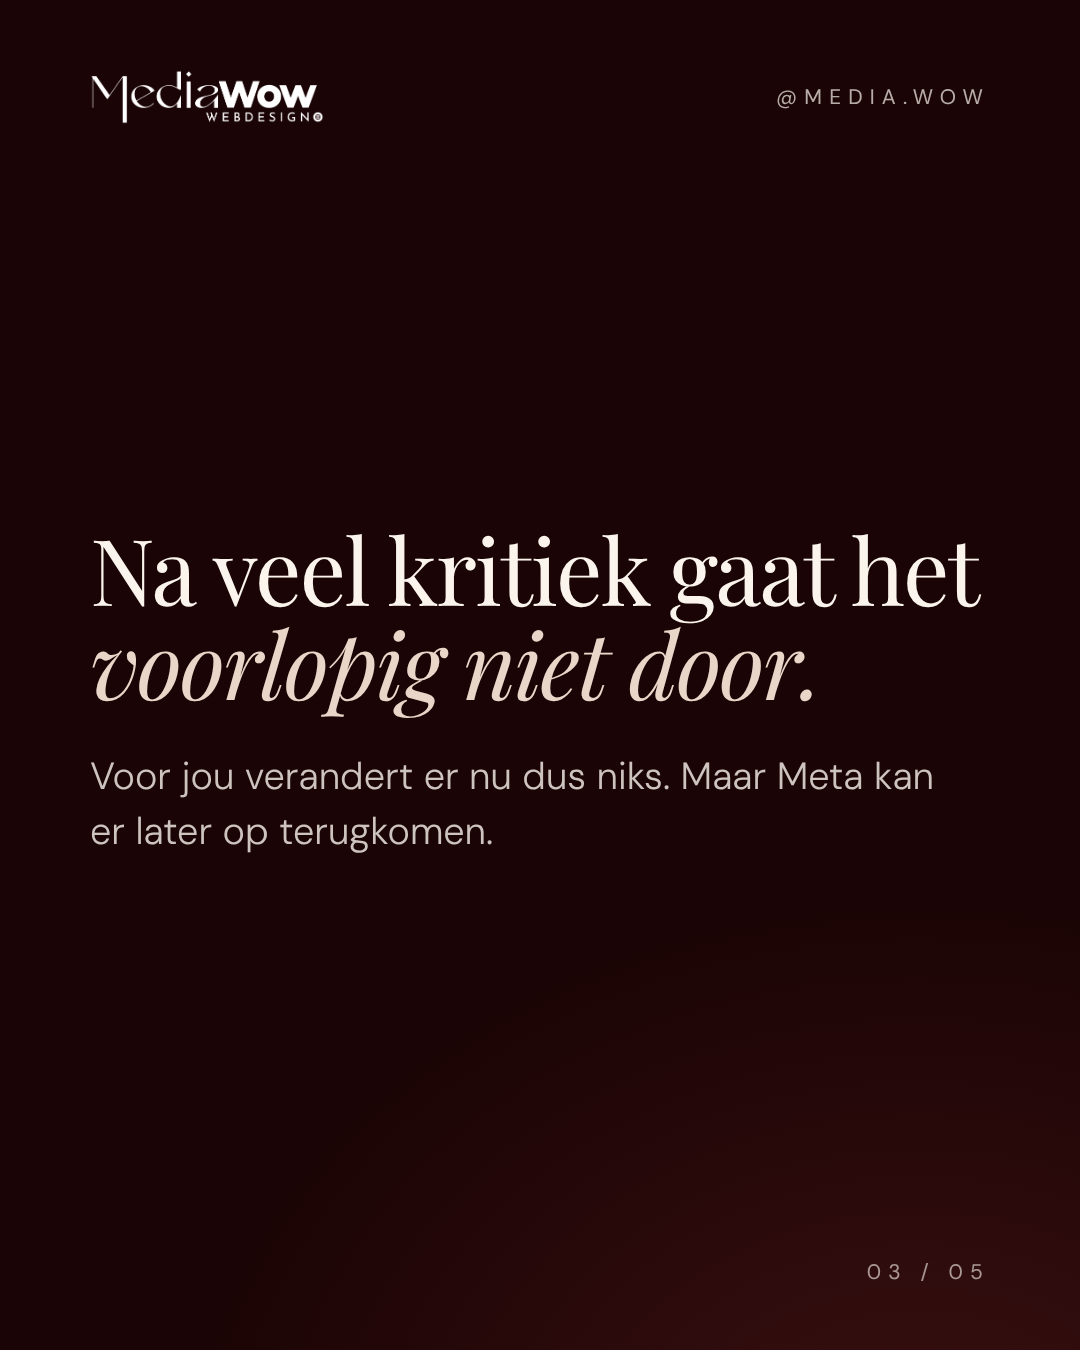 MediaWow
WEBDESIGN
@MEDIA.WOW
Na veel kritiek gaat het
voorlopig niet door.
Voor jou verandert er nu dus niks. Maar Meta kan
er later op terugkomen.
03 / 05